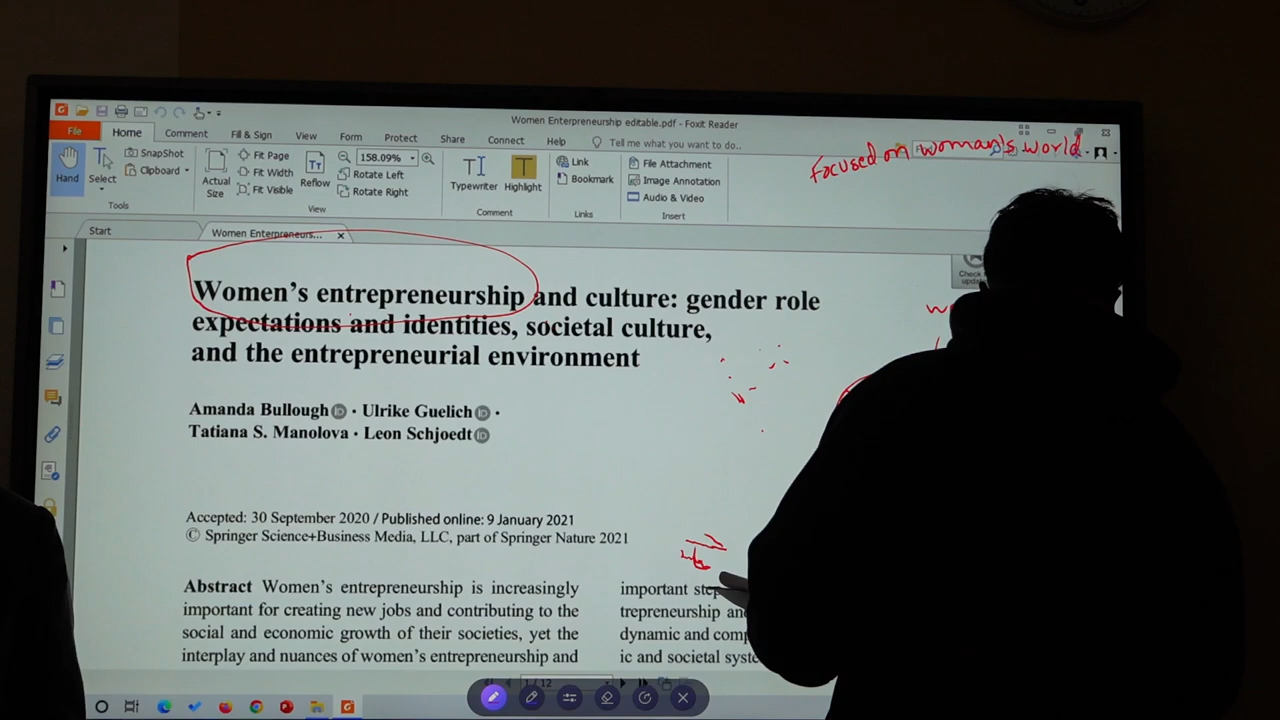 Women Enterpreneurship editable.pdf - Foxit Reader
File Home Comment Fill & Sign View Form Protect Share Connect Help Tell me what you want to do..
Focused on woman's world
Hand
Select
SnapShot
Clipboard
Tools
Actual Size
Fit Page
Fit Width
Fit Visible
Reflow
158.09%
Rotate Left
Rotate Right
View
Typewriter
Highlight
Comment
Link
Bookmark
Links
File Attachment
Image Annotation
Audio & Video
Insert
Start
Women Enterpreneurs...
Check
Women's entrepreneurship and culture: gender role
expectations and identities, societal culture,
and the entrepreneurial environment
Amanda Bullough · Ulrike Guelich ·
Tatiana S. Manolova · Leon Schjoedt
Accepted: 30 September 2020 / Published online: 9 January 2021
© Springer Science+Business Media, LLC, part of Springer Nature 2021
Abstract Women's entrepreneurship is increasingly
important for creating new jobs and contributing to the
social and economic growth of their societies, yet the
interplay and nuances of women's entrepreneurship and
important step
trepreneurship an
dynamic and comp
ic and societal syste
/ 12